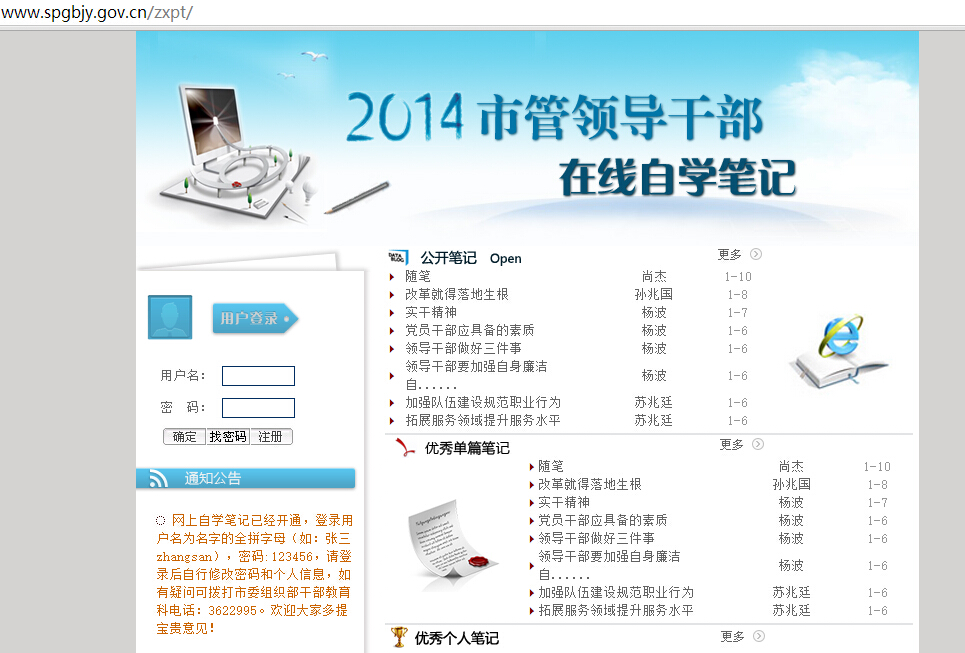 www.spgbjy.gov.cn/zxpt/
2014 市管领导干部
在线自学笔记
公开笔记 Open 更多
随笔 尚杰 1-10
改革就得落地生根 孙兆国 1-8
实干精神 杨波 1-7
党员干部应具备的素质 杨波 1-6
领导干部做好三件事 杨波 1-6
领导干部要加强自身廉洁
自...... 杨波 1-6
加强队伍建设规范职业行为 苏兆廷 1-6
拓展服务领域提升服务水平 苏兆廷 1-6
用户登录
用户名:
密 码:
确定 找密码 注册
通知公告
网上自学笔记已经开通，登录用
户名为名字的全拼字母（如：张三
zhangsan），密码:123456，请登
录后自行修改密码和个人信息，如
有疑问可拨打市委组织部干部教育
科电话：3622995。欢迎大家多提
宝贵意见！
优秀单篇笔记 更多
随笔 尚杰 1-10
改革就得落地生根 孙兆国 1-8
实干精神 杨波 1-7
党员干部应具备的素质 杨波 1-6
领导干部做好三件事 杨波 1-6
领导干部要加强自身廉洁
自...... 杨波 1-6
加强队伍建设规范职业行为 苏兆廷 1-6
拓展服务领域提升服务水平 苏兆廷 1-6
优秀个人笔记 更多